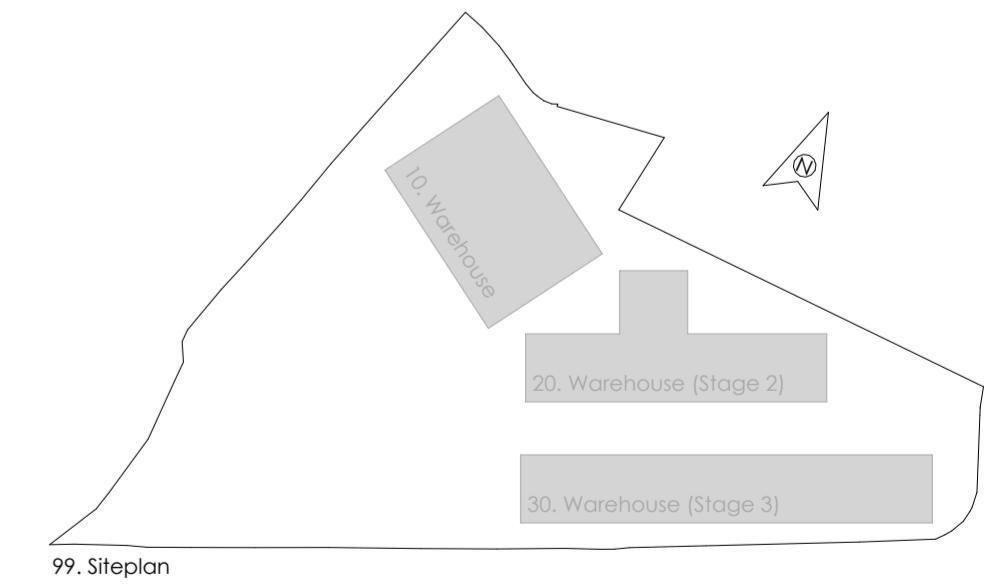 10. Warehouse
N
20. Warehouse (Stage 2)
30. Warehouse (Stage 3)
99. Siteplan